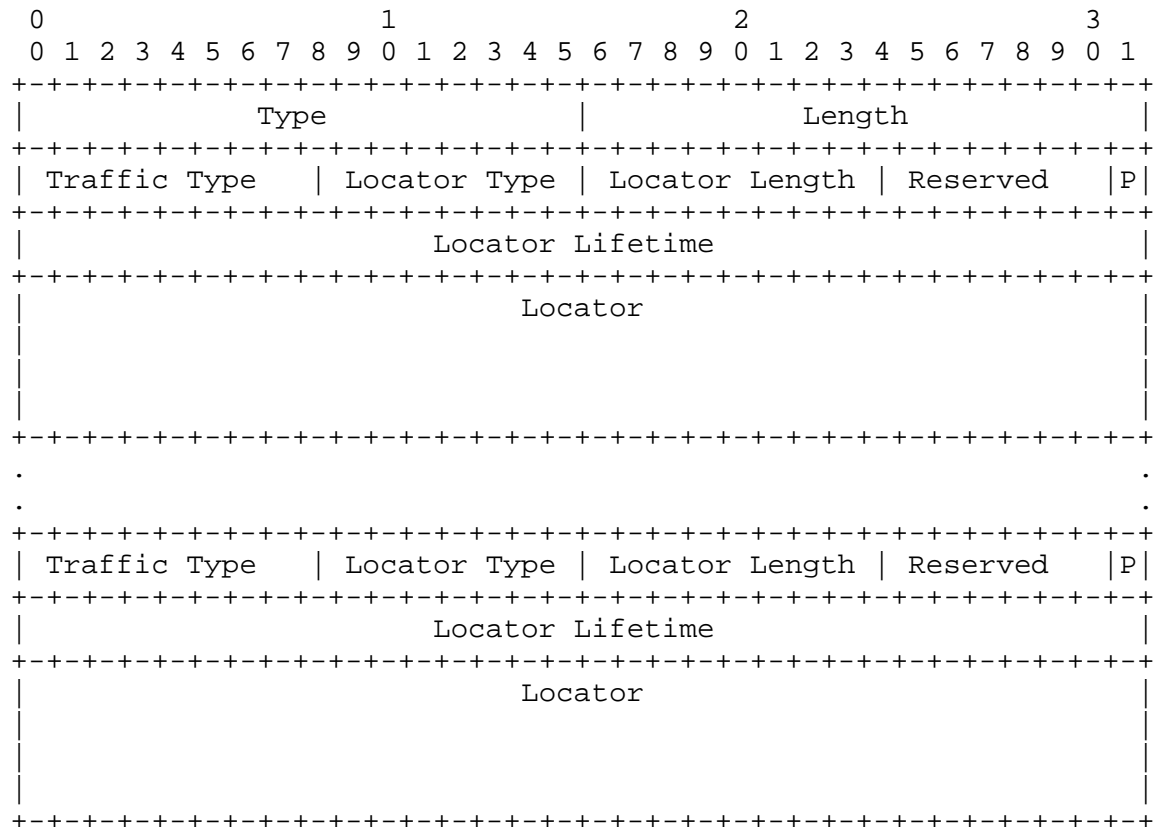 0                   1                   2                   3
 0 1 2 3 4 5 6 7 8 9 0 1 2 3 4 5 6 7 8 9 0 1 2 3 4 5 6 7 8 9 0 1
+-+-+-+-+-+-+-+-+-+-+-+-+-+-+-+-+-+-+-+-+-+-+-+-+-+-+-+-+-+-+-+-+
|             Type              |            Length             |
+-+-+-+-+-+-+-+-+-+-+-+-+-+-+-+-+-+-+-+-+-+-+-+-+-+-+-+-+-+-+-+-+
| Traffic Type   | Locator Type | Locator Length | Reserved   |P|
+-+-+-+-+-+-+-+-+-+-+-+-+-+-+-+-+-+-+-+-+-+-+-+-+-+-+-+-+-+-+-+-+
|                       Locator Lifetime                        |
+-+-+-+-+-+-+-+-+-+-+-+-+-+-+-+-+-+-+-+-+-+-+-+-+-+-+-+-+-+-+-+-+
|                            Locator                            |
|                                                               |
|                                                               |
|                                                               |
+-+-+-+-+-+-+-+-+-+-+-+-+-+-+-+-+-+-+-+-+-+-+-+-+-+-+-+-+-+-+-+-+
.                                                               .
.                                                               .
+-+-+-+-+-+-+-+-+-+-+-+-+-+-+-+-+-+-+-+-+-+-+-+-+-+-+-+-+-+-+-+-+
| Traffic Type   | Locator Type | Locator Length | Reserved   |P|
+-+-+-+-+-+-+-+-+-+-+-+-+-+-+-+-+-+-+-+-+-+-+-+-+-+-+-+-+-+-+-+-+
|                       Locator Lifetime                        |
+-+-+-+-+-+-+-+-+-+-+-+-+-+-+-+-+-+-+-+-+-+-+-+-+-+-+-+-+-+-+-+-+
|                            Locator                            |
|                                                               |
|                                                               |
|                                                               |
+-+-+-+-+-+-+-+-+-+-+-+-+-+-+-+-+-+-+-+-+-+-+-+-+-+-+-+-+-+-+-+-+